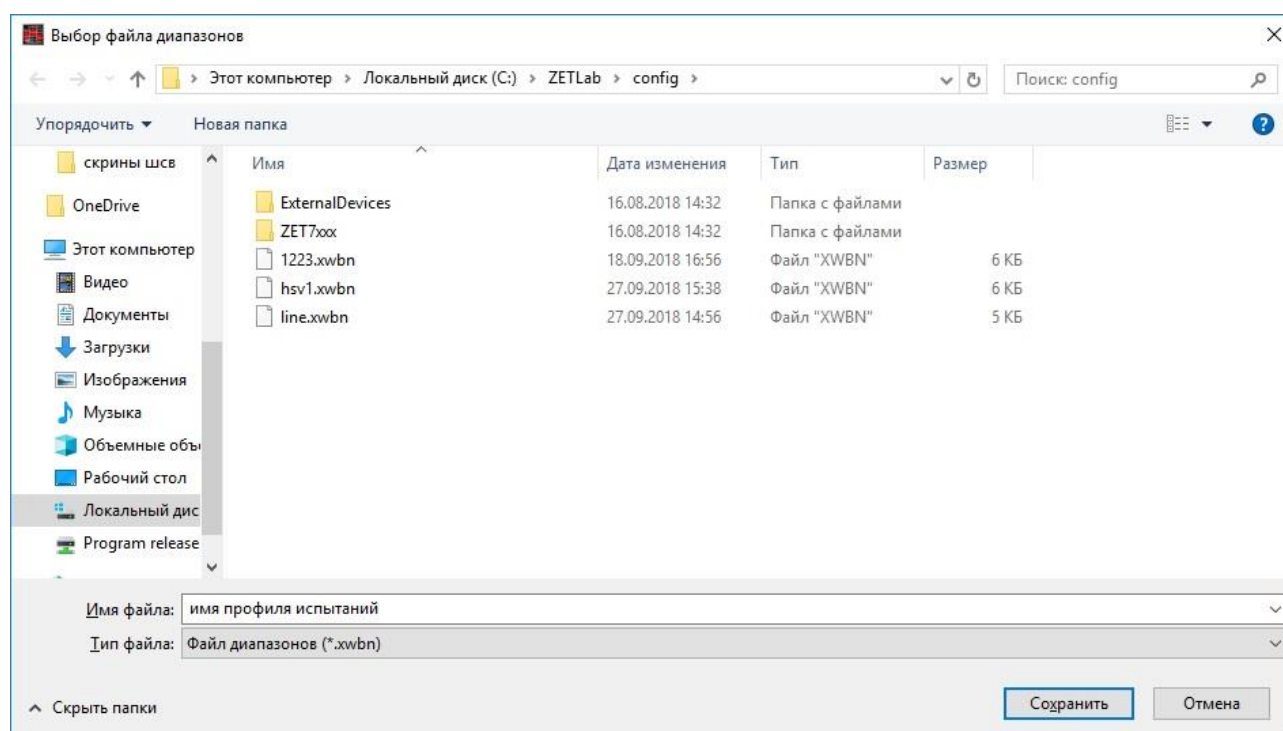 Выбор файла диапазонов
Этот компьютер › Локальный диск (C:) › ZETLab › config ›
Поиск: config
Упорядочить
Новая папка
скрины шсв
OneDrive
Этот компьютер
Видео
Документы
Загрузки
Изображения
Музыка
Объемные объ
Рабочий стол
Локальный дис
Program release
Имя Дата изменения Тип Размер
ExternalDevices 16.08.2018 14:32 Папка с файлами
ZET7xxx 16.08.2018 14:32 Папка с файлами
1223.xwbn 18.09.2018 16:56 Файл "XWBN" 6 КБ
hsv1.xwbn 27.09.2018 15:38 Файл "XWBN" 6 КБ
line.xwbn 27.09.2018 14:56 Файл "XWBN" 5 КБ
Имя файла: имя профиля испытаний
Тип файла: Файл диапазонов (*.xwbn)
Скрыть папки
Сохранить
Отмена